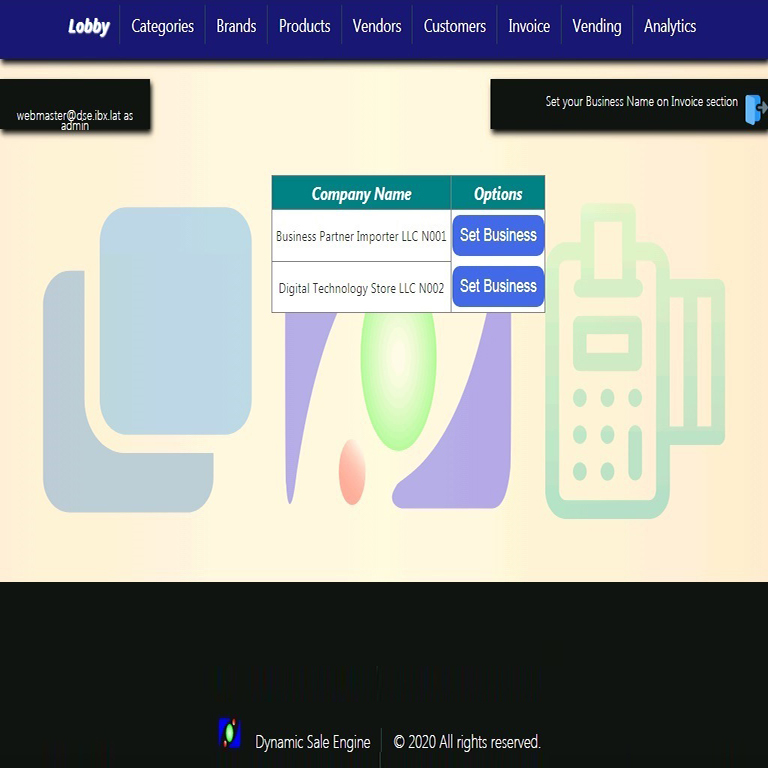 Lobby Categories Brands Products Vendors Customers Invoice Vending Analytics
webmaster@dse.ibx.lat as
admin
Set your Business Name on Invoice section
Company Name Options
Business Partner Importer LLC N001 Set Business
Digital Technology Store LLC N002 Set Business
Dynamic Sale Engine © 2020 All rights reserved.